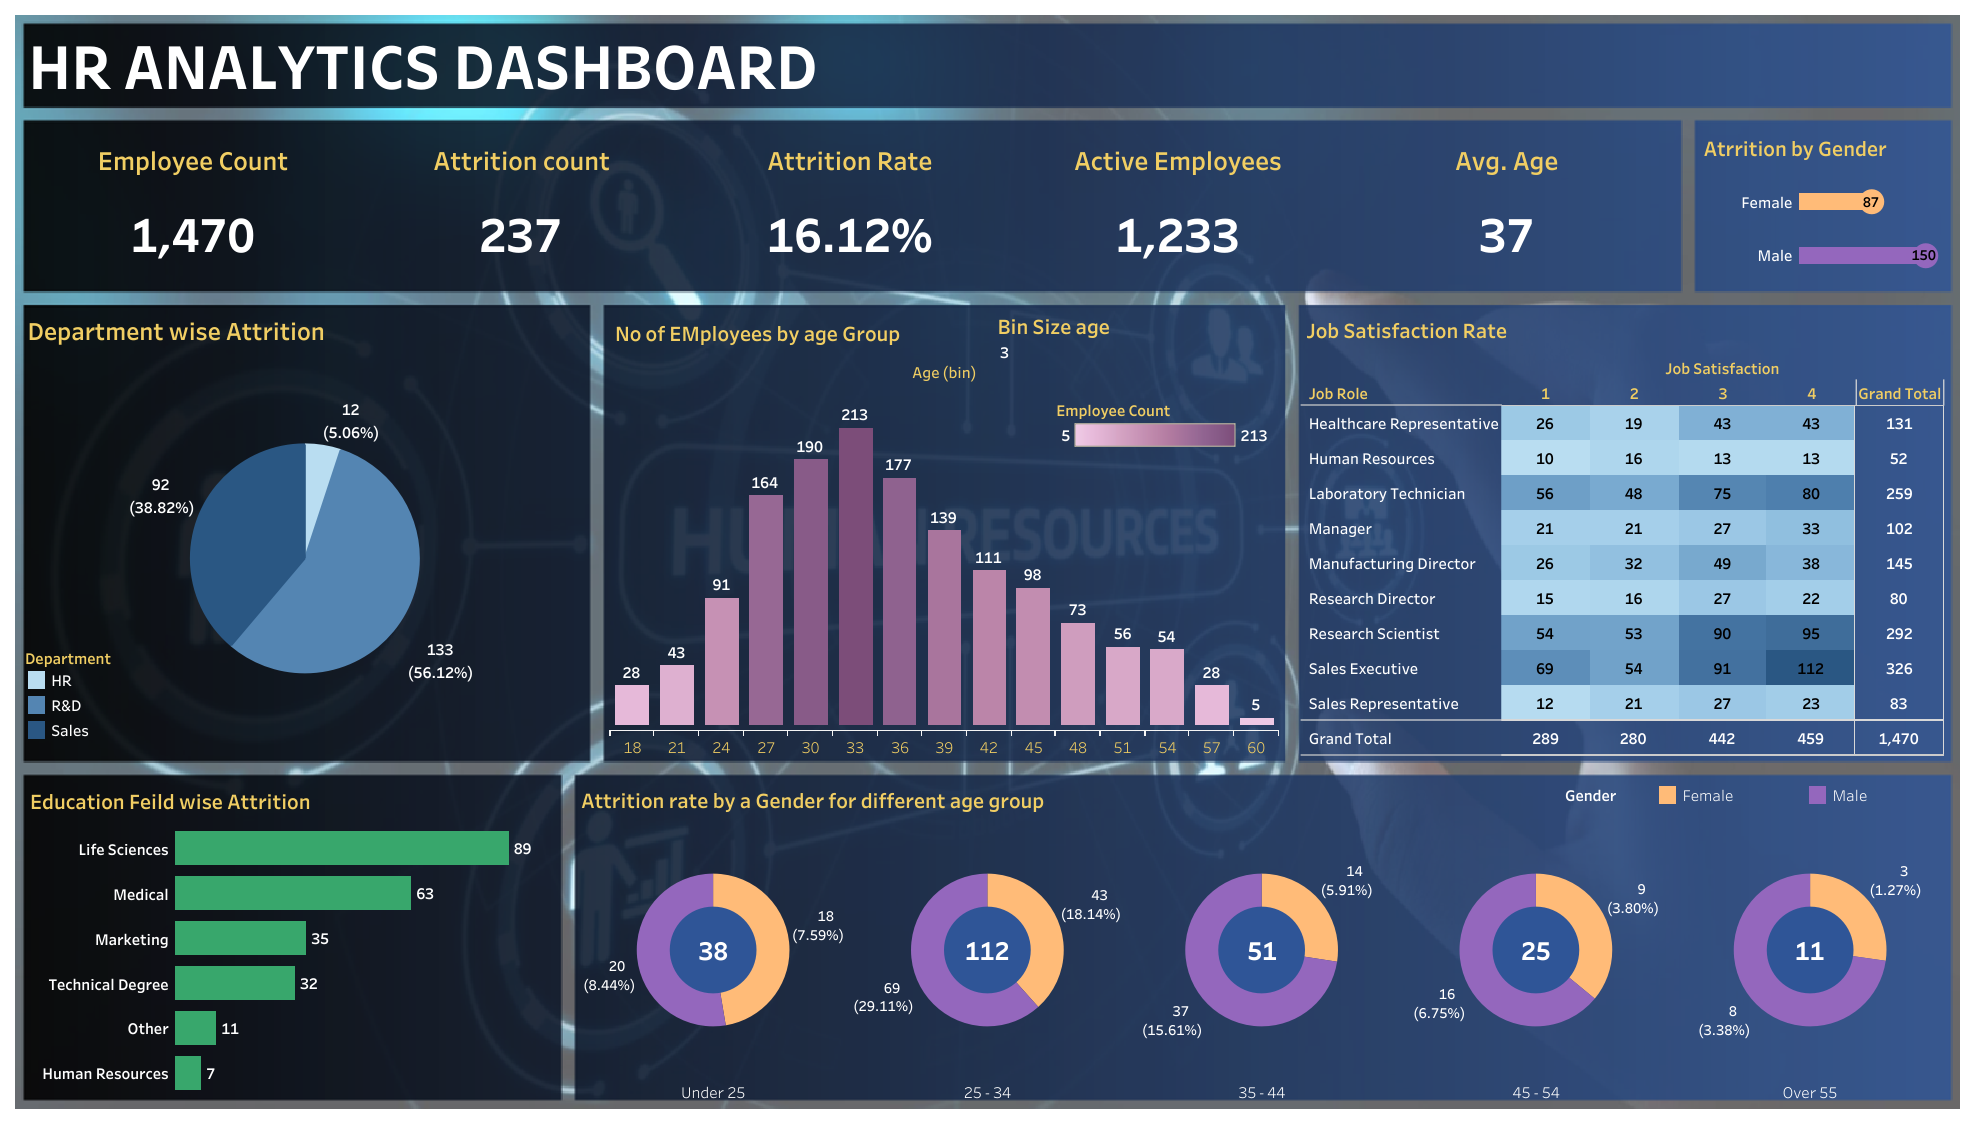 HR ANALYTICS DASHBOARD
Employee Count
Attrition count
Attrition Rate
Active Employees
Avg. Age
1,470
237
16.12%
1,233
37
Atrrition by Gender
Female 87
Male 150
Department wise Attrition
12
(5.06%)
92
(38.82%)
133
(56.12%)
Department
HR
R&D
Sales
No of EMployees by age Group
Bin Size age
3
Age (bin)
Employee Count
5 213
28 43 91 164 190 213 177 139 111 98 73 56 54 28 5
18 21 24 27 30 33 36 39 42 45 48 51 54 57 60
HUMAN RESOURCES
Job Satisfaction Rate
Job Satisfaction
Job Role 1 2 3 4 Grand Total
Healthcare Representative 26 19 43 43 131
Human Resources 10 16 13 13 52
Laboratory Technician 56 48 75 80 259
Manager 21 21 27 33 102
Manufacturing Director 26 32 49 38 145
Research Director 15 16 27 22 80
Research Scientist 54 53 90 95 292
Sales Executive 69 54 91 112 326
Sales Representative 12 21 27 23 83
Grand Total 289 280 442 459 1,470
Education Feild wise Attrition
Life Sciences 89
Medical 63
Marketing 35
Technical Degree 32
Other 11
Human Resources 7
Attrition rate by a Gender for different age group
Gender Female Male
18
(7.59%)
38
20
(8.44%)
Under 25
43
(18.14%)
112
69
(29.11%)
25 - 34
14
(5.91%)
51
37
(15.61%)
35 - 44
9
(3.80%)
25
16
(6.75%)
45 - 54
3
(1.27%)
11
8
(3.38%)
Over 55